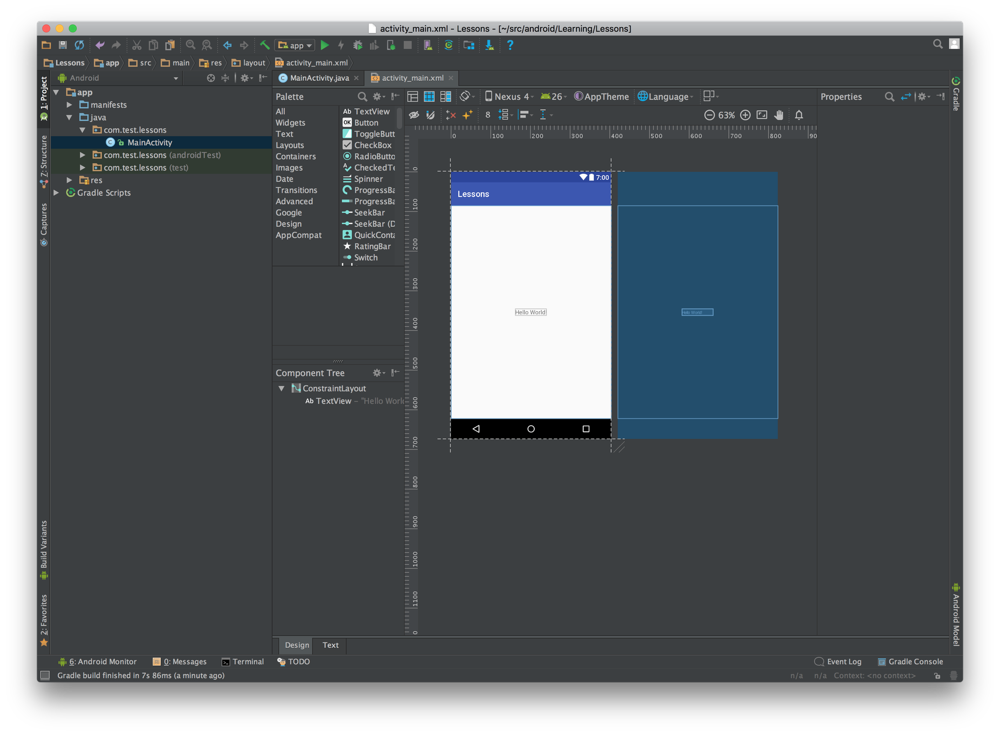 activity_main.xml - Lessons - [~/src/android/Learning/Lessons]
app
Lessons app src main res layout activity_main.xml
1: Project
Z: Structure
Captures
Build Variants
2: Favorites
Android
app
manifests
java
com.test.lessons
MainActivity
com.test.lessons (androidTest)
com.test.lessons (test)
res
Gradle Scripts
MainActivity.java activity_main.xml
Palette
All
Widgets
Text
Layouts
Containers
Images
Date
Transitions
Advanced
Google
Design
AppCompat
Ab TextView
OK Button
ToggleButt
CheckBox
RadioButto
CheckedTe
Spinner
ProgressBa
ProgressBa
SeekBar
SeekBar (D
QuickConta
RatingBar
Switch
Component Tree
ConstraintLayout
Ab TextView – "Hello World
Nexus 4 26 AppTheme Language
8 63%
0 100 200 300 400 500 600 700 800 90
0
100
200
300
400
500
600
700
800
900
1000
1100
0
7:00
Lessons
Hello World!
Hello World!
Properties
Gradle
Android Model
Design Text
6: Android Monitor 0: Messages Terminal TODO Event Log Gradle Console
Gradle build finished in 7s 86ms (a minute ago) n/a n/a Context: <no context>